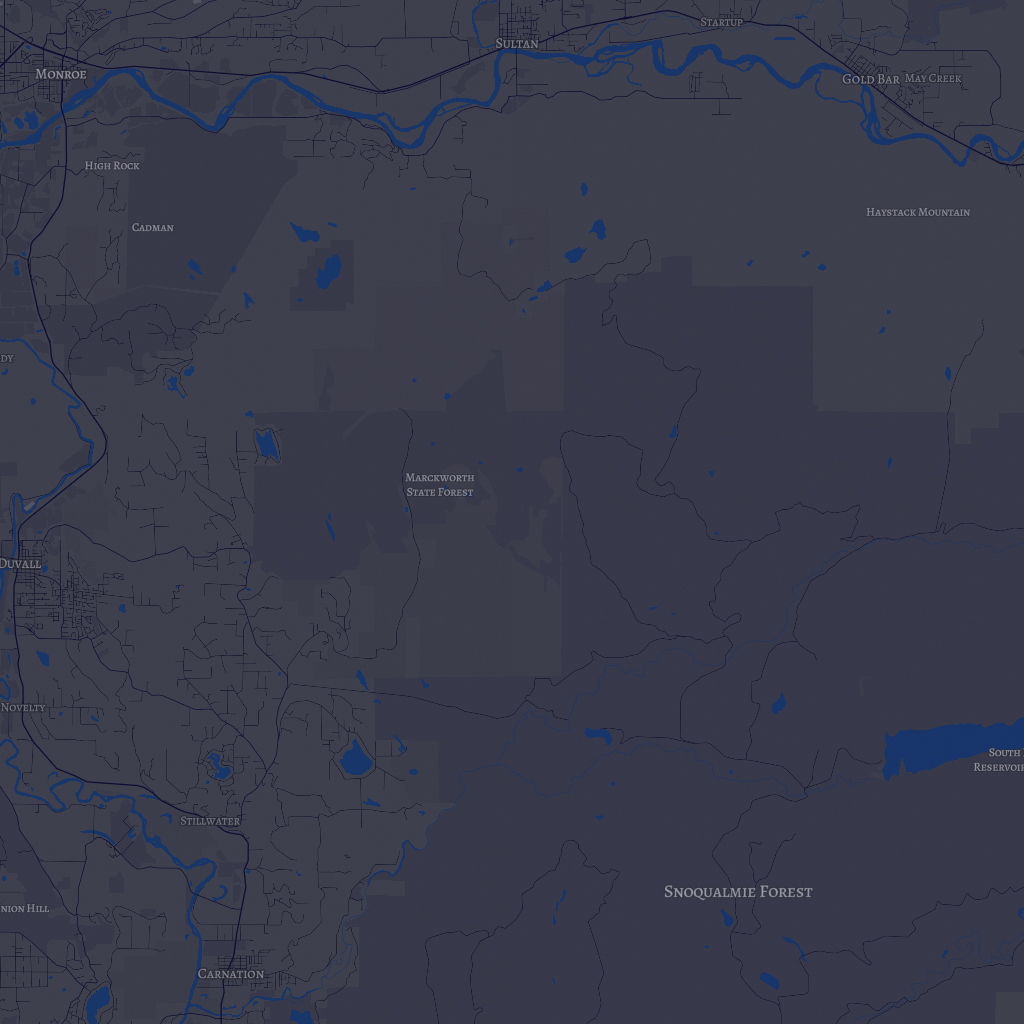 STARTUP
SULTAN
MONROE
GOLD BAR
MAY CREEK
HIGH ROCK
HAYSTACK MOUNTAIN
CADMAN
DY
MARCKWORTH
STATE FOREST
DUVALL
NOVELTY
SOUTH
RESERVOIR
STILLWATER
SNOQUALMIE FOREST
NION HILL
CARNATION